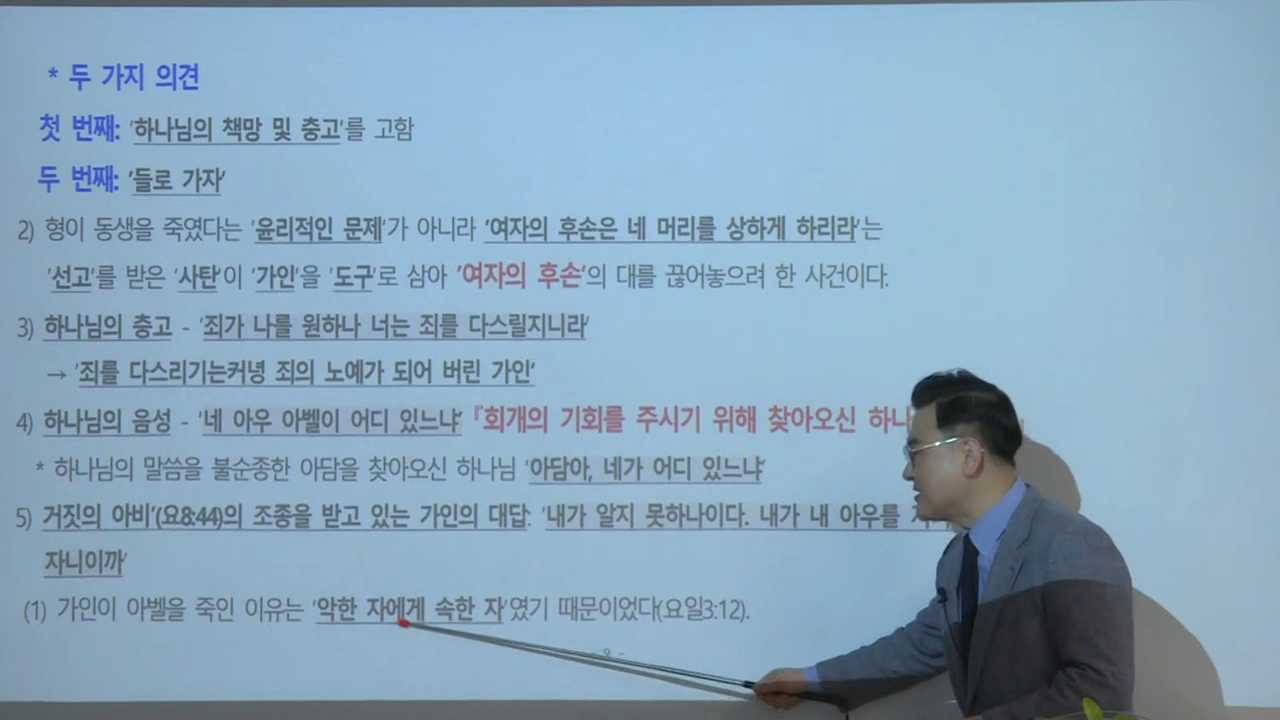 * 두 가지 의견
첫 번째: '하나님의 책망 및 충고'를 고함
두 번째: '들로 가자'
2) 형이 동생을 죽였다는 '윤리적인 문제'가 아니라 '여자의 후손은 네 머리를 상하게 하리라'는
'선고'를 받은 '사탄'이 '가인'을 '도구'로 삼아 '여자의 후손'의 대를 끊어놓으려 한 사건이다.
3) 하나님의 충고 - '죄가 나를 원하나 너는 죄를 다스릴지니라'
→ '죄를 다스리기는커녕 죄의 노예가 되어 버린 가인'
4) 하나님의 음성 - '네 아우 아벨이 어디 있느냐' 『회개의 기회를 주시기 위해 찾아오신
* 하나님의 말씀을 불순종한 아담을 찾아오신 하나님 '아담아, 네가 어디 있느냐'
5) 거짓의 아비'(요8:44)의 조종을 받고 있는 가인의 대답: '내가 알지 못하나이다. 내가 내 아우를
자니이까'
(1) 가인이 아벨을 죽인 이유는 '악한 자에게 속한 자'였기 때문이었다(요일3:12).